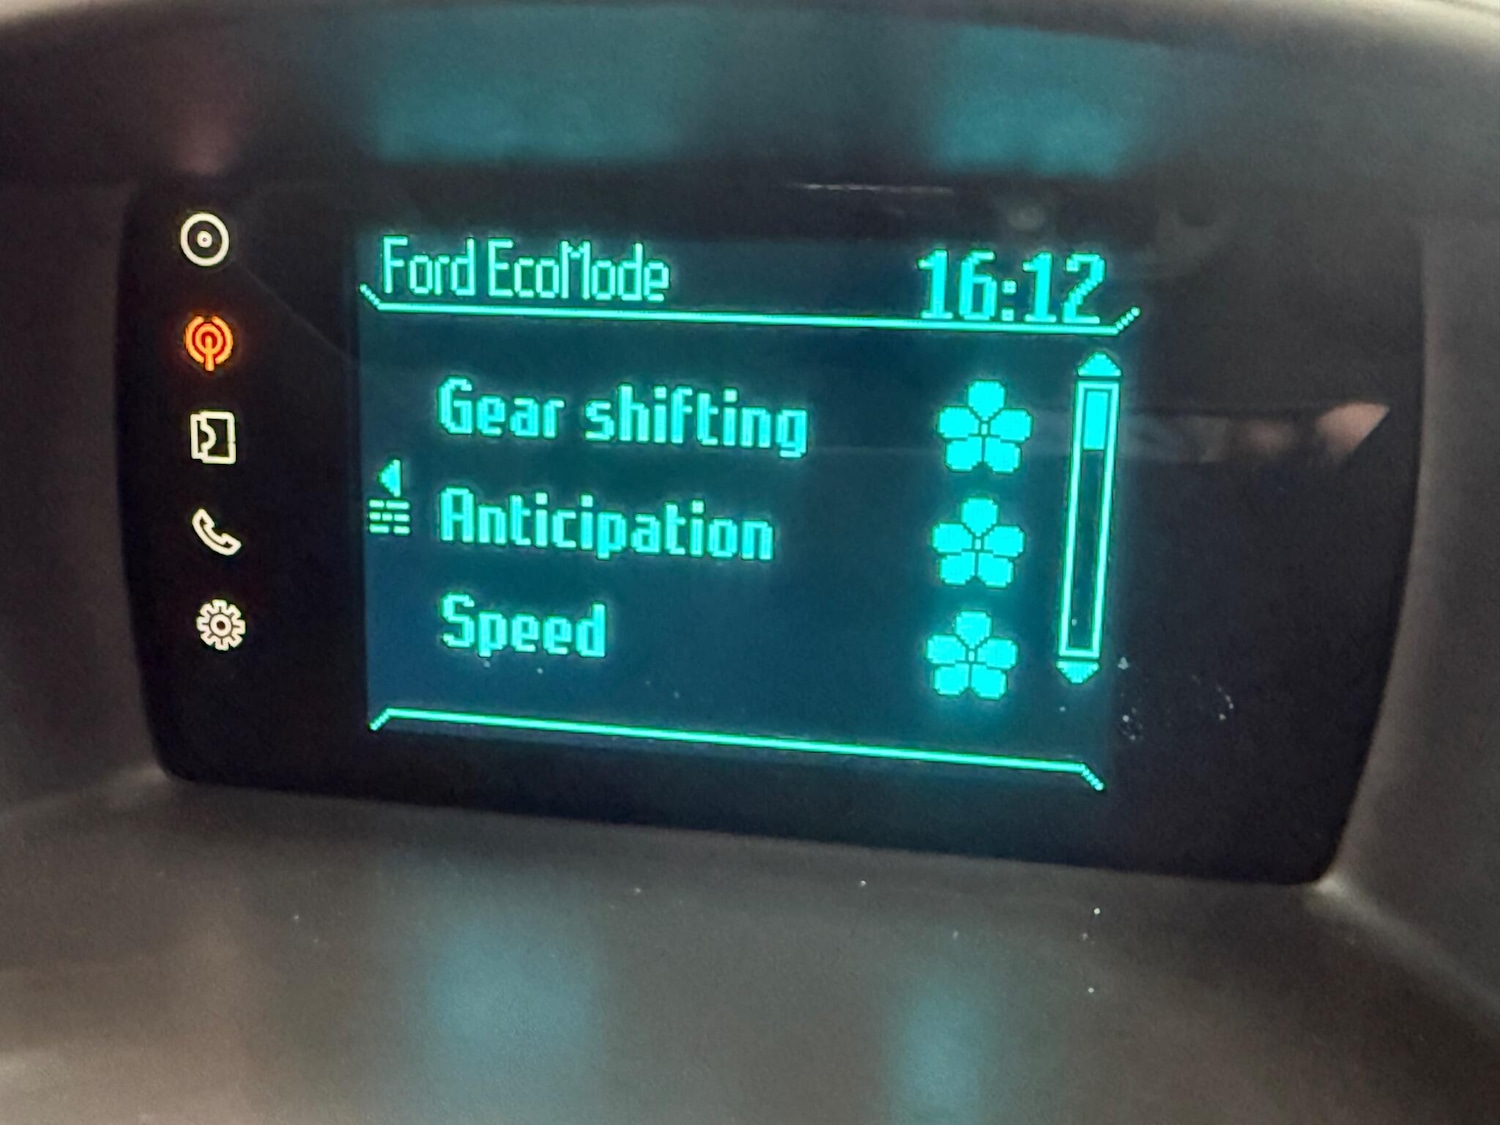 Ford EcoMode 16:12
Gear shifting
Anticipation
Speed